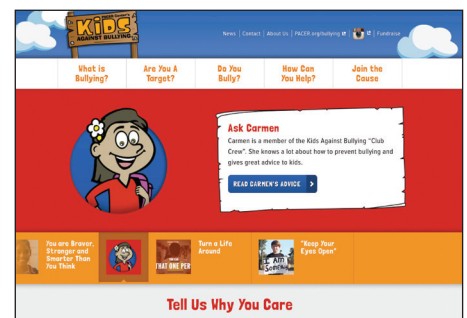 KIDS
AGAINST BULLYING
News | Contact | About Us | PACER.org/bullying | | Fundraise
What is
Bullying?
Are You A
Target?
Do You
Bully?
How Can
You Help?
Join the
Cause
Ask Carmen
Carmen is a member of the Kids Against Bullying "Club
Crew". She knows a lot about how to prevent bullying and
gives great advice to kids.
READ CARMEN'S ADVICE
You are Braver,
Stronger and
Smarter Than
You Think
THAT ONE PER
Turn a Life
Around
I Am
Someone
"Keep Your
Eyes Open"
Tell Us Why You Care